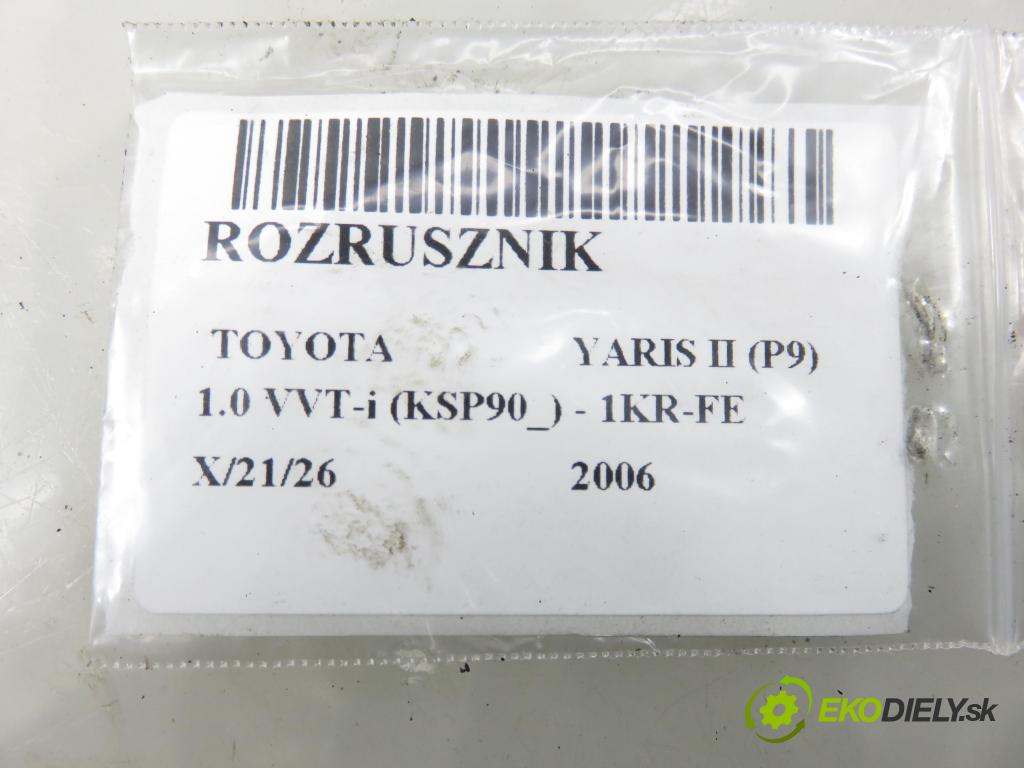 ROZRUSZNIK
TOYOTA YARIS II (P9)
1.0 VVT-i (KSP90_) - 1KR-FE
X/21/26 2006
EKODIELY.sk